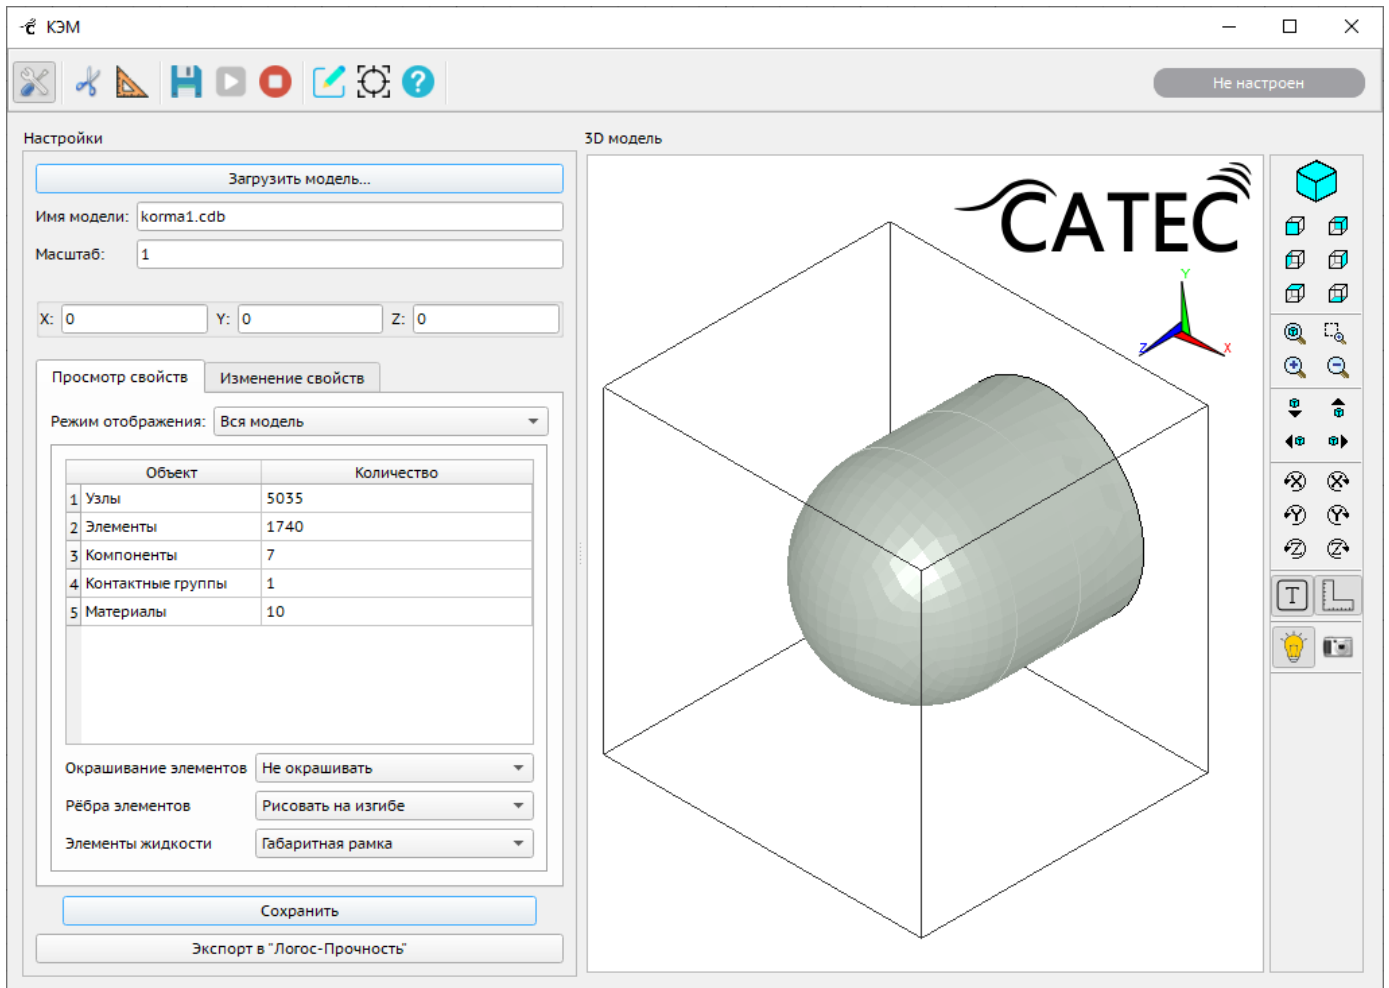 КЭМ
Не настроен
Настройки
Загрузить модель...
Имя модели: korma1.cdb
Масштаб: 1
X: 0 Y: 0 Z: 0
Просмотр свойств Изменение свойств
Режим отображения: Вся модель
Объект Количество
1 Узлы 5035
2 Элементы 1740
3 Компоненты 7
4 Контактные группы 1
5 Материалы 10
Окрашивание элементов Не окрашивать
Рёбра элементов Рисовать на изгибе
Элементы жидкости Габаритная рамка
Сохранить
Экспорт в "Логос-Прочность"
3D модель
CATEC
Y
Z X
X X
Y Y
Z Z
T